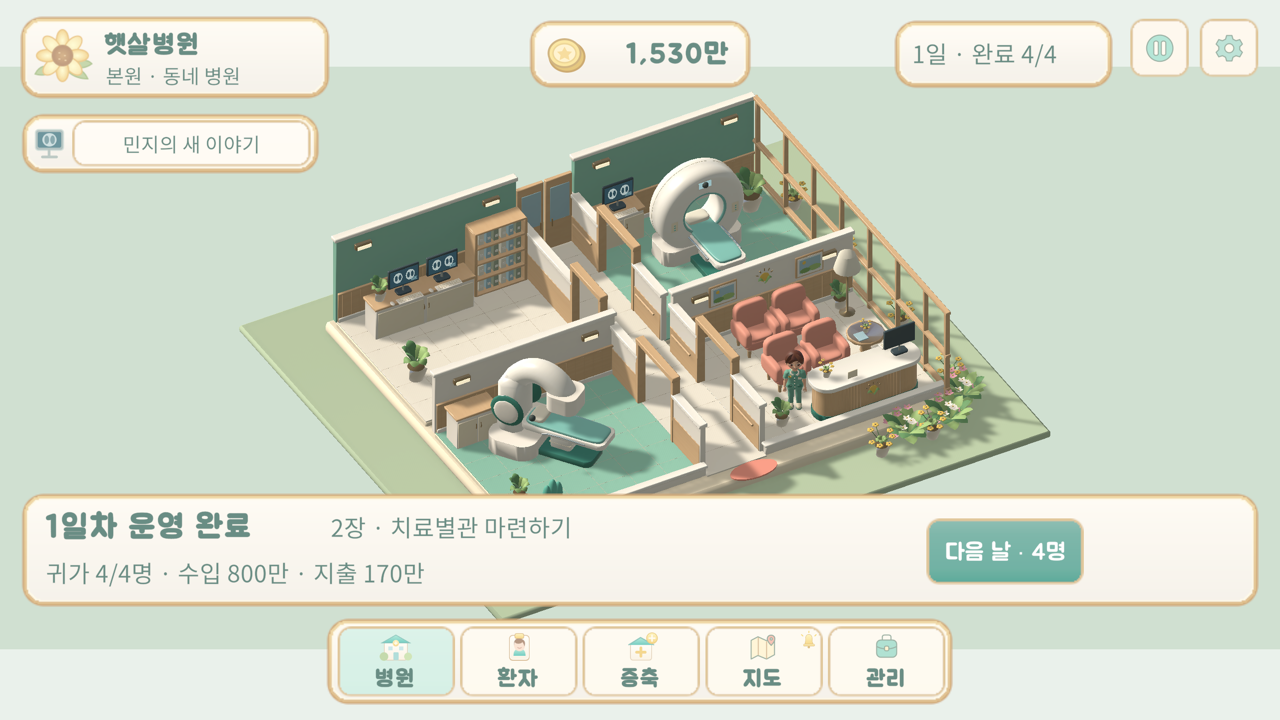 햇살병원
본원 · 동네 병원
1,530만
1일 · 완료 4/4
민지의 새 이야기
1일차 운영 완료
2장 · 치료별관 마련하기
귀가 4/4명 · 수입 800만 · 지출 170만
다음 날 · 4명
병원
환자
증축
지도
관리